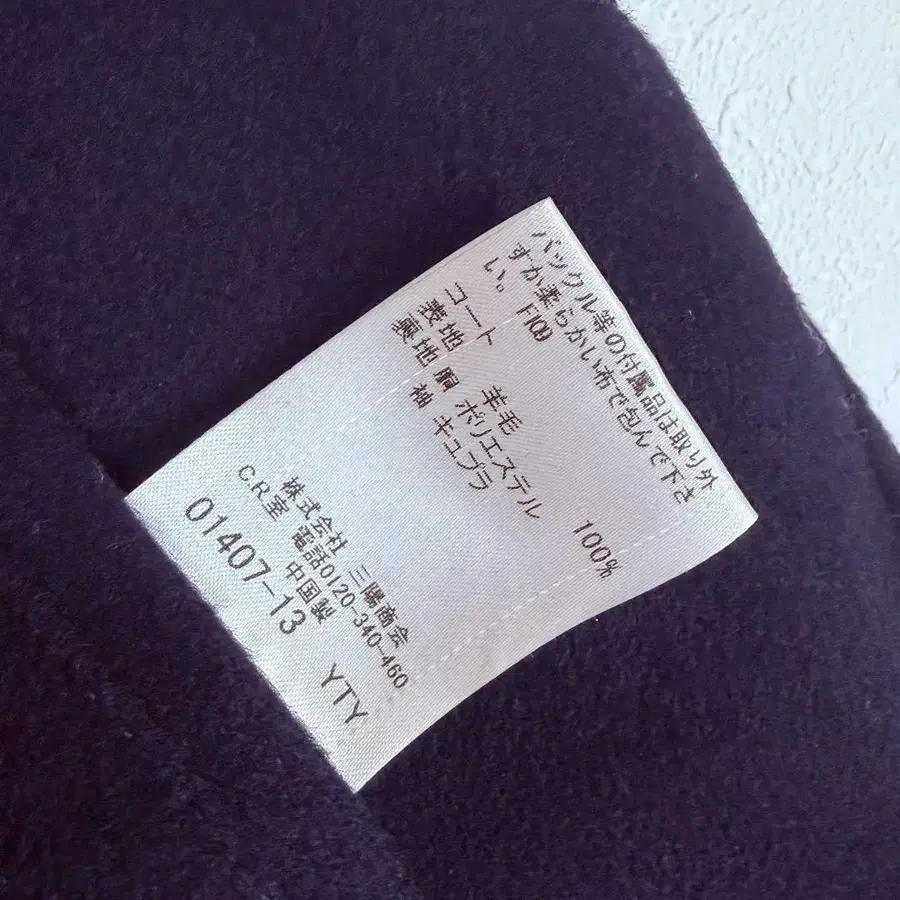 バックル等の付属品は取り外
すか柔らかい布で包んで下さ
い。 FIQ9
コート
表地 羊毛 100%
裏地 胴 ポリエステル
袖 キュプラ
株式会社 三陽商会
CR室 電話0120-340-460
中国製
01407-13 YTY